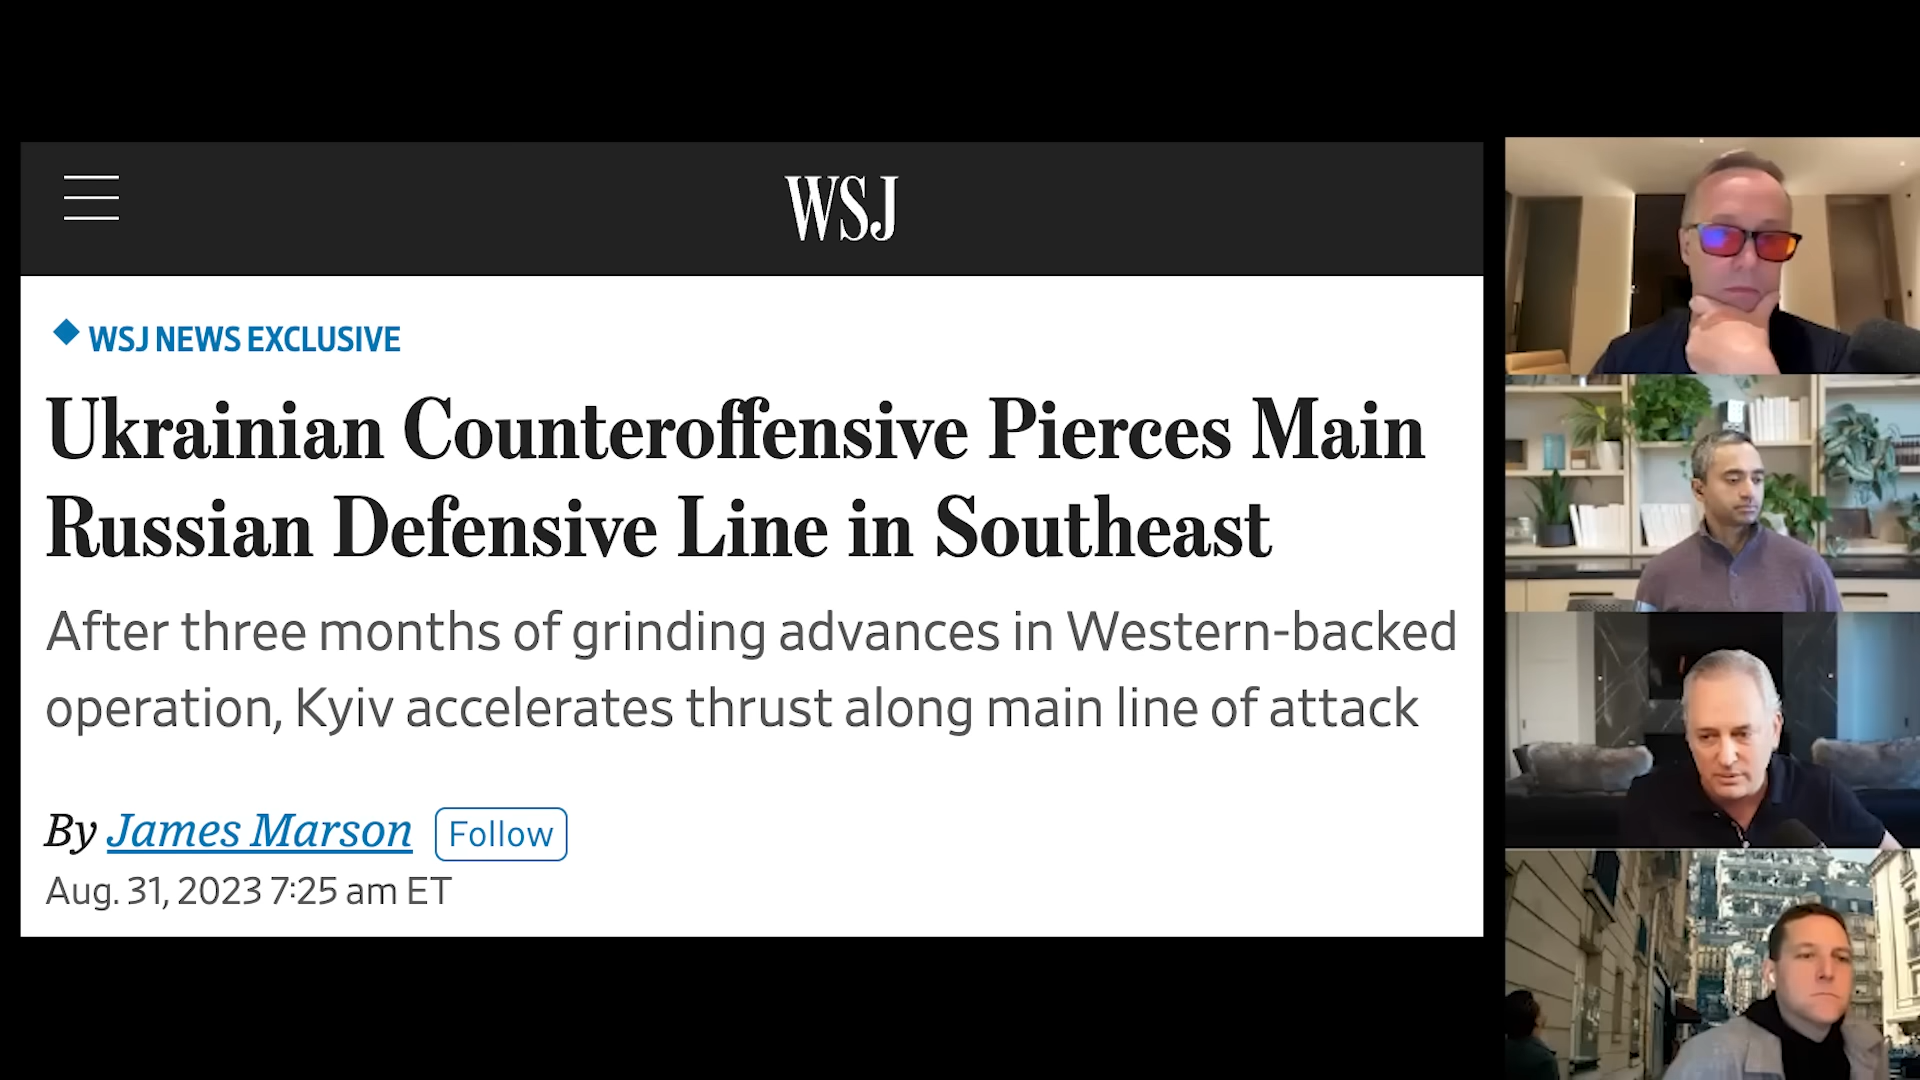 WSJ
WSJ NEWS EXCLUSIVE
Ukrainian Counteroffensive Pierces Main
Russian Defensive Line in Southeast
After three months of grinding advances in Western-backed
operation, Kyiv accelerates thrust along main line of attack
By James Marson Follow
Aug. 31, 2023 7:25 am ET